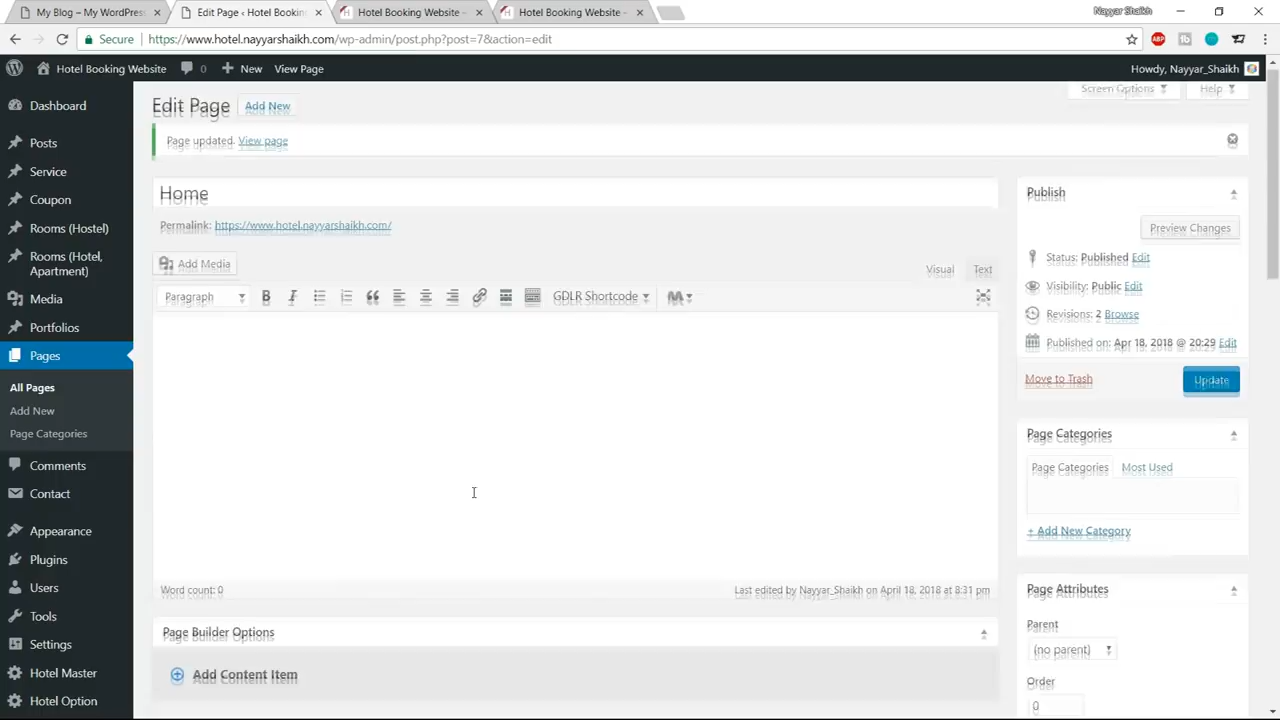 My Blog – My WordPress
Edit Page ‹ Hotel Booking
Hotel Booking Website –
Hotel Booking Website –
Nayyar Shaikh
Secure
https://www.hotel.nayyarshaikh.com/wp-admin/post.php?post=7&action=edit
ABP
Hotel Booking Website
0
New
View Page
Howdy, Nayyar_Shaikh
Dashboard
Posts
Service
Coupon
Rooms (Hostel)
Rooms (Hotel,
Apartment)
Media
Portfolios
Pages
All Pages
Add New
Page Categories
Comments
Contact
Appearance
Plugins
Users
Tools
Settings
Hotel Master
Hotel Option
Edit Page
Add New
Screen Options
Help
Page updated. View page
Home
Permalink: https://www.hotel.nayyarshaikh.com/
Add Media
Visual
Text
Paragraph
GDLR Shortcode
Word count: 0
Last edited by Nayyar_Shaikh on April 18, 2018 at 8:31 pm
Page Builder Options
Add Content Item
Publish
Preview Changes
Status: Published Edit
Visibility: Public Edit
Revisions: 2 Browse
Published on: Apr 18, 2018 @ 20:29 Edit
Move to Trash
Update
Page Categories
Page Categories
Most Used
+ Add New Category
Page Attributes
Parent
(no parent)
Order
0